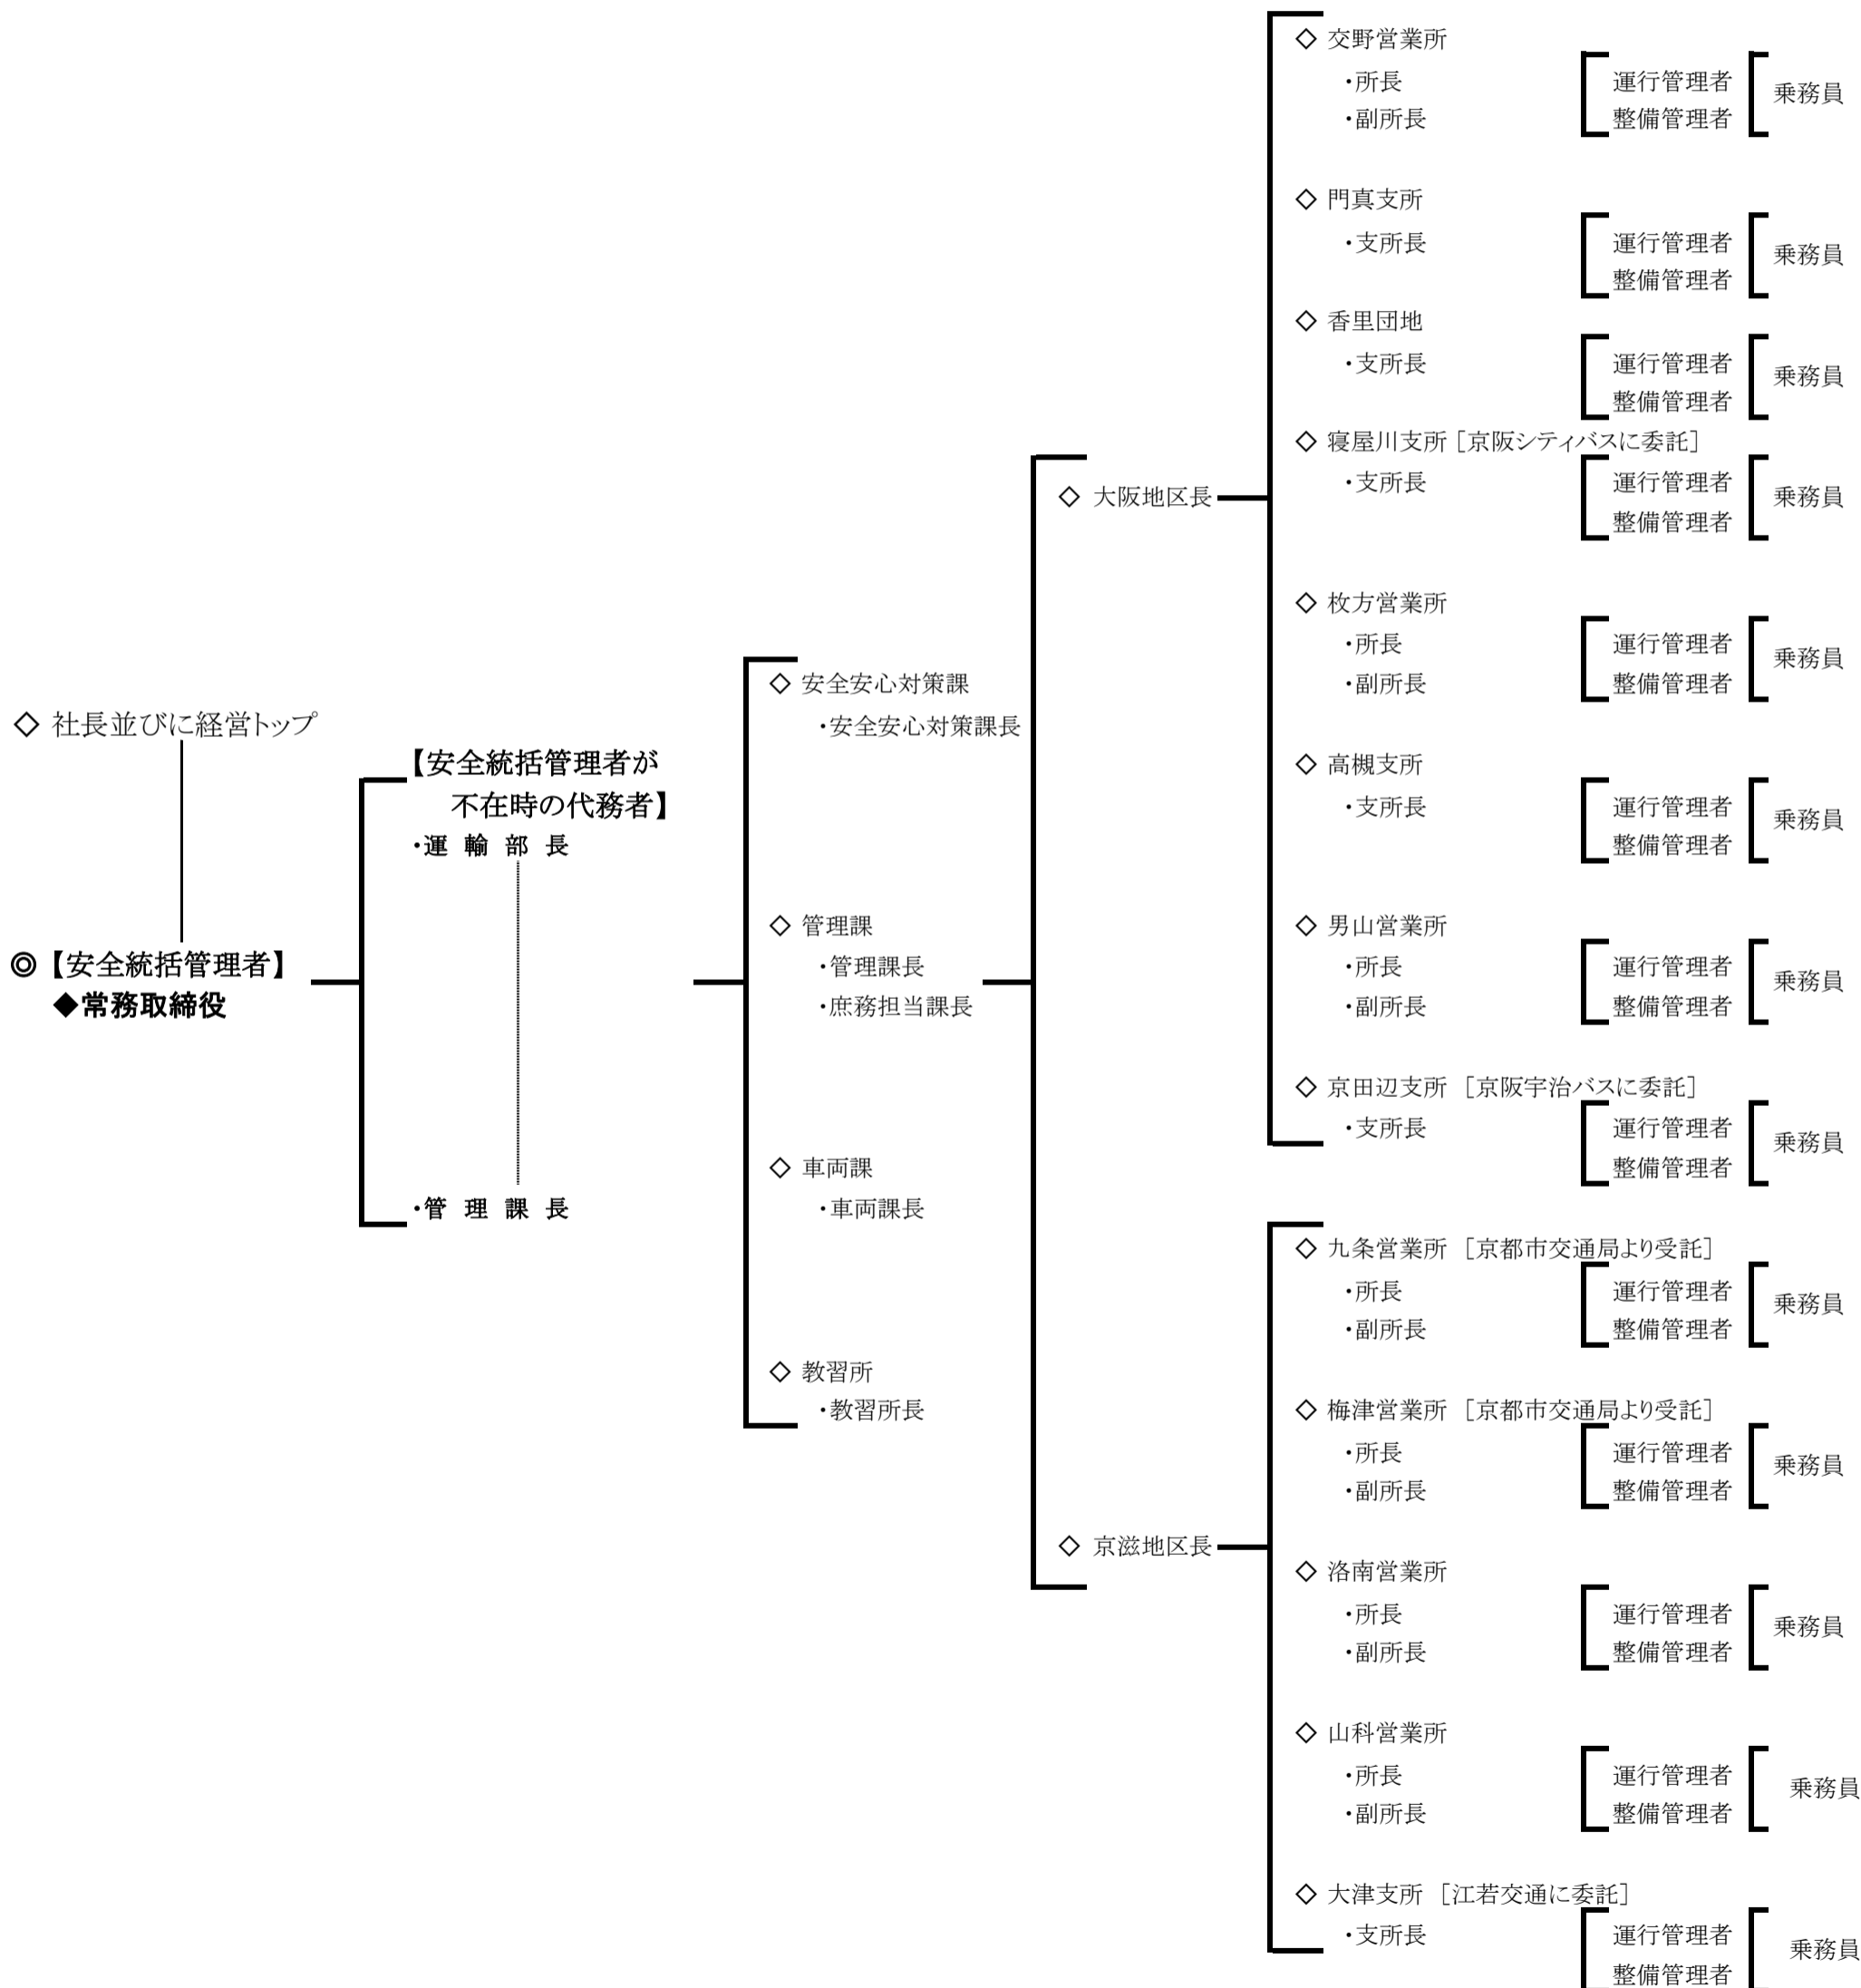 ◇ 社長並びに経営トップ
◎【安全統括管理者】
◆常務取締役
【安全統括管理者が
不在時の代務者】
・運 輸 部 長
・管 理 課 長
◇ 安全安心対策課
・安全安心対策課長
◇ 管理課
・管理課長
・庶務担当課長
◇ 車両課
・車両課長
◇ 教習所
・教習所長
◇ 大阪地区長
◇ 交野営業所
・所長 運行管理者 乗務員
・副所長 整備管理者
◇ 門真支所
・支所長 運行管理者 乗務員
整備管理者
◇ 香里団地
・支所長 運行管理者 乗務員
整備管理者
◇ 寝屋川支所［京阪シティバスに委託］
・支所長 運行管理者 乗務員
整備管理者
◇ 枚方営業所
・所長 運行管理者 乗務員
・副所長 整備管理者
◇ 高槻支所
・支所長 運行管理者 乗務員
整備管理者
◇ 男山営業所
・所長 運行管理者 乗務員
・副所長 整備管理者
◇ 京田辺支所 ［京阪宇治バスに委託］
・支所長 運行管理者 乗務員
整備管理者
◇ 京滋地区長
◇ 九条営業所 ［京都市交通局より受託］
・所長 運行管理者 乗務員
・副所長 整備管理者
◇ 梅津営業所 ［京都市交通局より受託］
・所長 運行管理者 乗務員
・副所長 整備管理者
◇ 洛南営業所
・所長 運行管理者 乗務員
・副所長 整備管理者
◇ 山科営業所
・所長 運行管理者 乗務員
・副所長 整備管理者
◇ 大津支所 ［江若交通に委託］
・支所長 運行管理者 乗務員
整備管理者